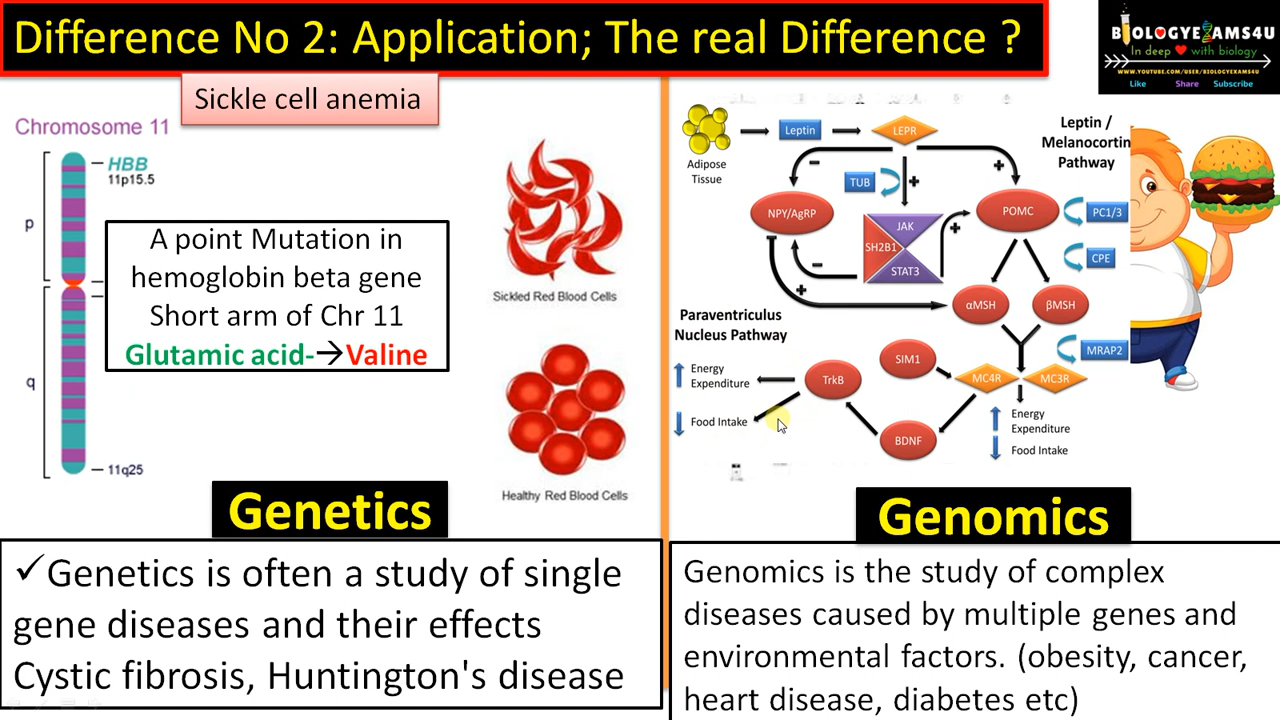 Difference No 2: Application; The real Difference ?
BIOLOGYEXAMS4U
In deep with biology
WWW.YOUTUBE.COM/USER/BIOLOGYEXAMS4U
Like Share Subscribe
Sickle cell anemia
Chromosome 11
HBB
11p15.5
p
q
11q25
A point Mutation in
hemoglobin beta gene
Short arm of Chr 11
Glutamic acid-→Valine
Sickled Red Blood Cells
Healthy Red Blood Cells
Genetics
✓Genetics is often a study of single
gene diseases and their effects
Cystic fibrosis, Huntington's disease
Adipose
Tissue
Leptin
LEPR
Leptin /
Melanocortin
Pathway
TUB
NPY/AgRP
POMC
PC1/3
CPE
JAK
SH2B1
STAT3
αMSH
βMSH
MRAP2
Paraventriculus
Nucleus Pathway
Energy
Expenditure
Food Intake
TrkB
SIM1
MC4R
MC3R
BDNF
Energy
Expenditure
Food Intake
Genomics
Genomics is the study of complex
diseases caused by multiple genes and
environmental factors. (obesity, cancer,
heart disease, diabetes etc)